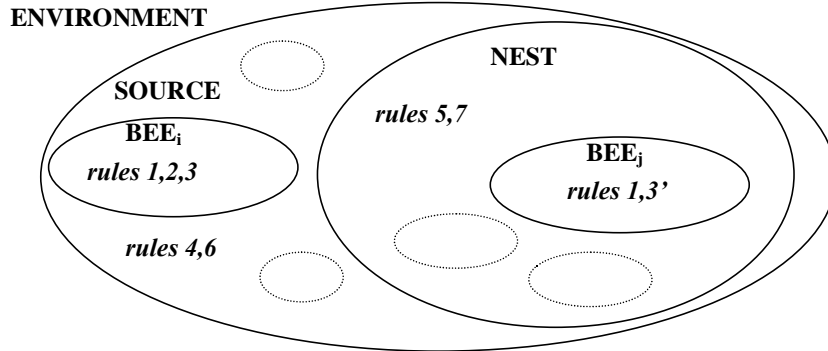 ENVIRONMENT
NEST
SOURCE
rules 5,7
BEEi
rules 1,2,3
BEEj
rules 1,3’
rules 4,6